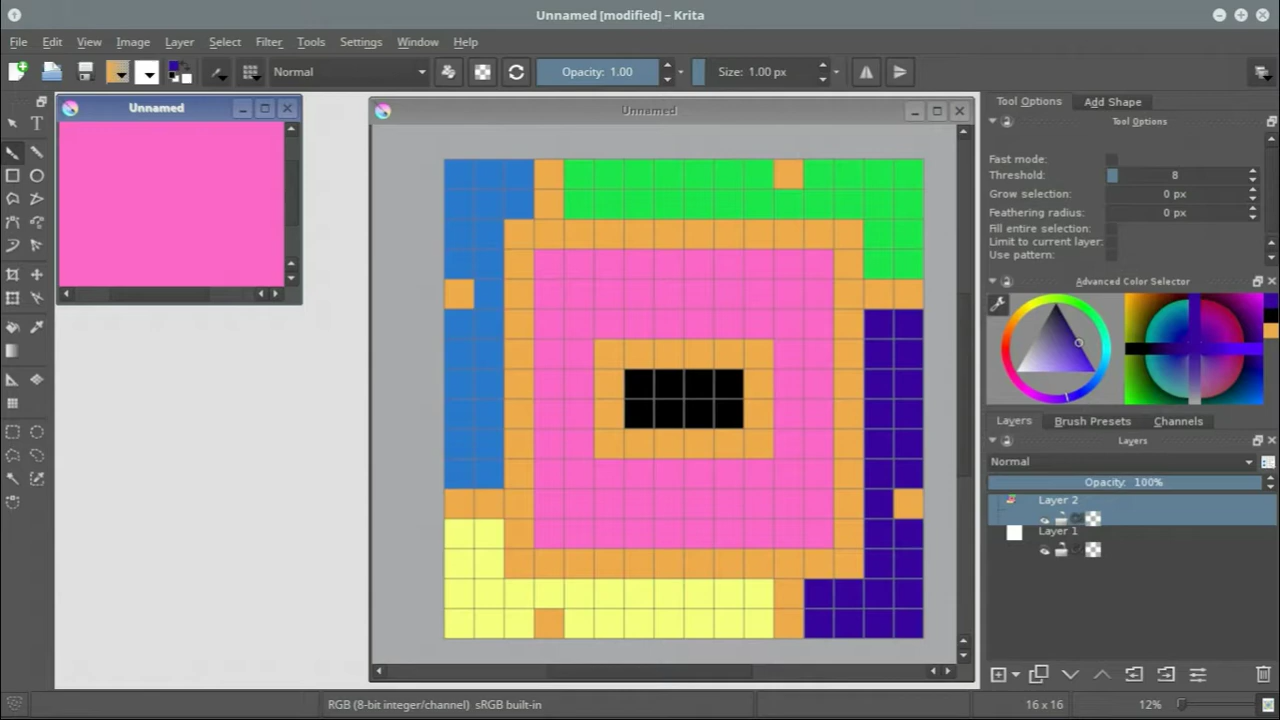 Unnamed [modified] – Krita
File Edit View Image Layer Select Filter Tools Settings Window Help
Normal Opacity: 1.00 Size: 1.00 px
Unnamed
Unnamed
Tool Options Add Shape
Tool Options
Fast mode:
Threshold: 8
Grow selection: 0 px
Feathering radius: 0 px
Fill entire selection:
Limit to current layer:
Use pattern:
Advanced Color Selector
Layers Brush Presets Channels
Layers
Normal
Opacity: 100%
Layer 2
Layer 1
RGB (8-bit integer/channel) sRGB built-in 16 x 16 12%